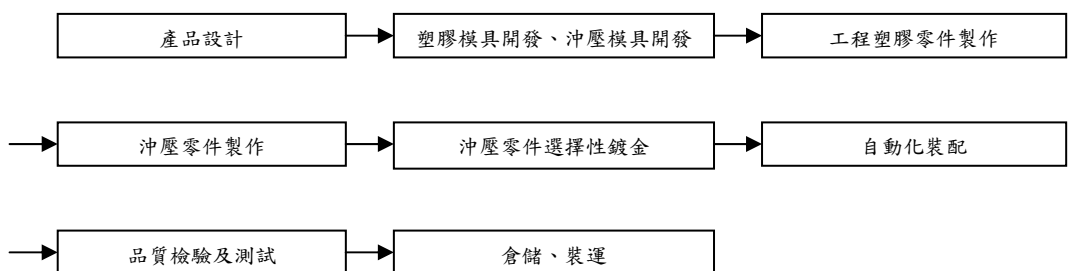 產品設計
塑膠模具開發、沖壓模具開發
工程塑膠零件製作
沖壓零件製作
沖壓零件選擇性鍍金
自動化裝配
品質檢驗及測試
倉儲、裝運